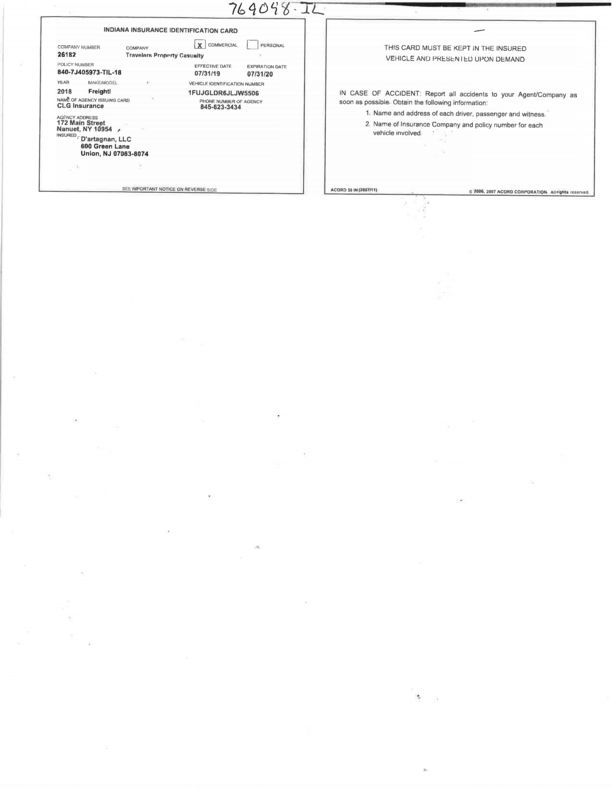 764048-IL
INDIANA INSURANCE IDENTIFICATION CARD
X COMMERCIAL PERSONAL
COMPANY NUMBER COMPANY
26182 Travelers Property Casualty
POLICY NUMBER EFFECTIVE DATE EXPIRATION DATE
840-7J405973-TIL-18 07/31/19 07/31/20
YEAR MAKE/MODEL VEHICLE IDENTIFICATION NUMBER
2018 Freightl 1FUJGLDR6JLJW5506
NAME OF AGENCY ISSUING CARD PHONE NUMBER OF AGENCY
CLG Insurance 845-623-3434
AGENCY ADDRESS
172 Main Street
Nanuet, NY 10954
INSURED D'artagnan, LLC
600 Green Lane
Union, NJ 07083-8074
SEE IMPORTANT NOTICE ON REVERSE SIDE
THIS CARD MUST BE KEPT IN THE INSURED
VEHICLE AND PRESENTED UPON DEMAND
IN CASE OF ACCIDENT: Report all accidents to your Agent/Company as
soon as possible. Obtain the following information:
1. Name and address of each driver, passenger and witness.
2. Name of Insurance Company and policy number for each
vehicle involved.
ACORD 50 IN (2007/11) © 2006, 2007 ACORD CORPORATION. All rights reserved.